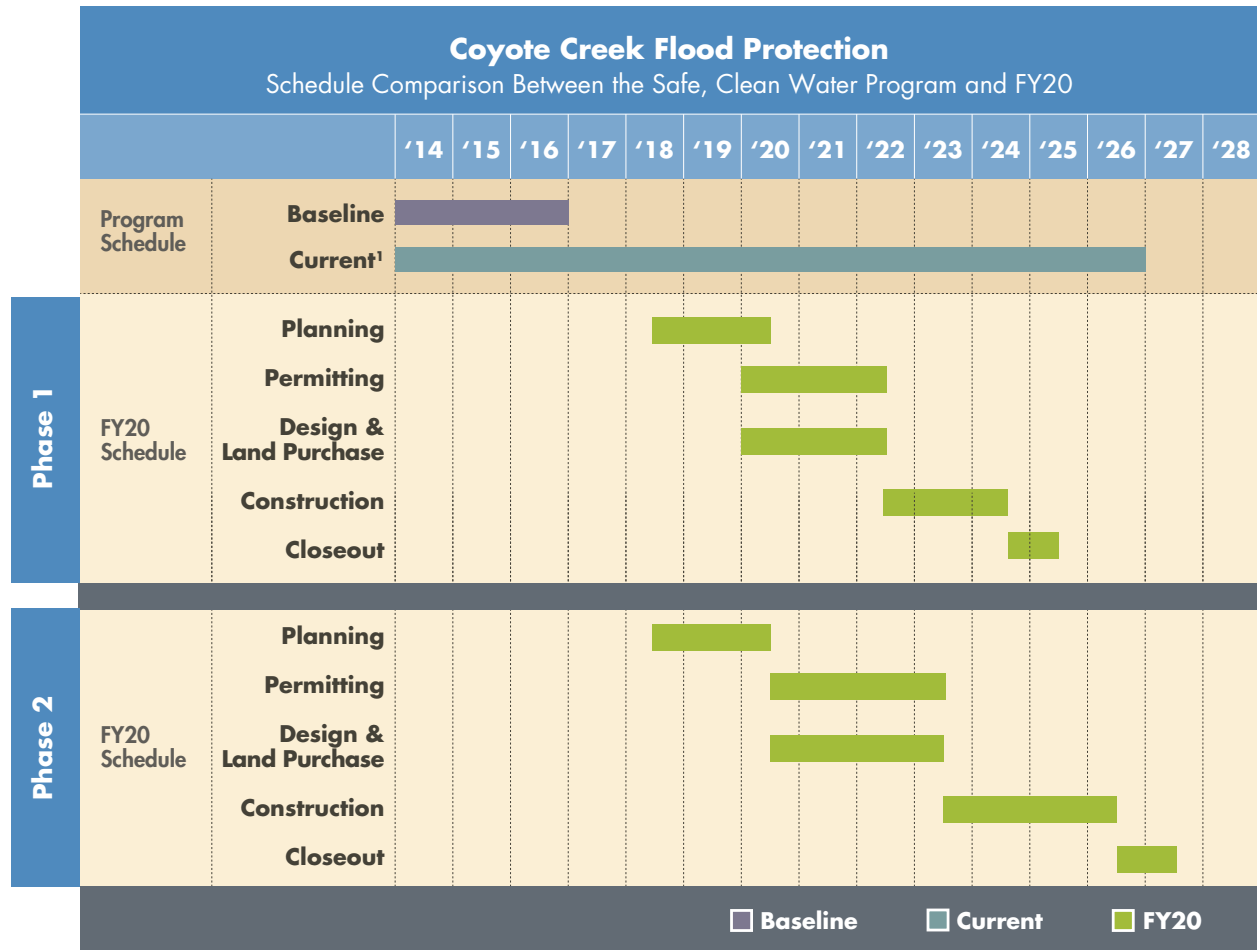 Coyote Creek Flood Protection
Schedule Comparison Between the Safe, Clean Water Program and FY20
‘14 ‘15 ‘16 ‘17 ‘18 ‘19 ‘20 ‘21 ‘22 ‘23 ‘24 ‘25 ‘26 ‘27 ‘28
Program
Schedule
Baseline
Current¹
Phase 1
FY20
Schedule
Planning
Permitting
Design &
Land Purchase
Construction
Closeout
Phase 2
FY20
Schedule
Planning
Permitting
Design &
Land Purchase
Construction
Closeout
Baseline Current FY20